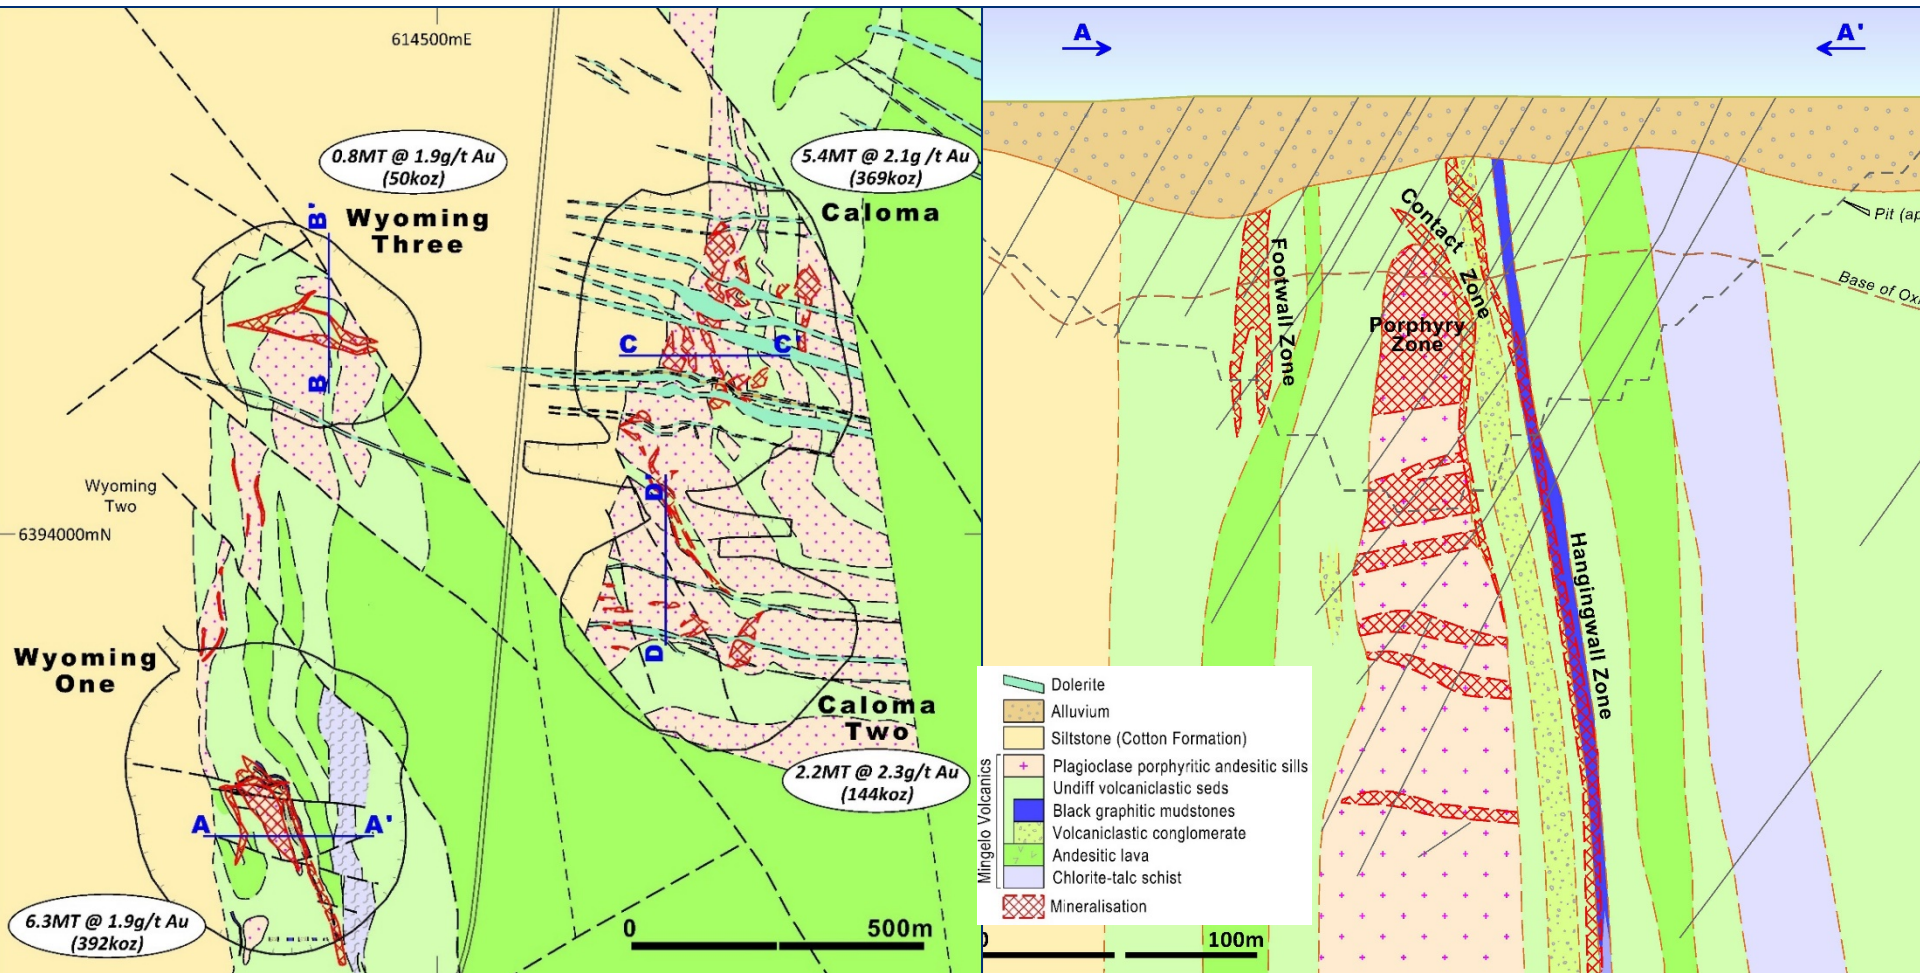 614500mE
0.8MT @ 1.9g/t Au
(50koz)
5.4MT @ 2.1g /t Au
(369koz)
B'
Wyoming
Three
Caloma
B
C
C'
Wyoming
Two
6394000mN
D'
D
Wyoming
One
Caloma
Two
2.2MT @ 2.3g/t Au
(144koz)
A
A'
6.3MT @ 1.9g/t Au
(392koz)
0
500m
A
A'
Contact Zone
Footwall Zone
Porphyry
Zone
Hangingwall Zone
Pit (ap
Base of Oxi
Dolerite
Alluvium
Siltstone (Cotton Formation)
Mingelo Volcanics
Plagioclase porphyritic andesitic sills
Undiff volcaniclastic seds
Black graphitic mudstones
Volcaniclastic conglomerate
Andesitic lava
Chlorite-talc schist
Mineralisation
0
100m